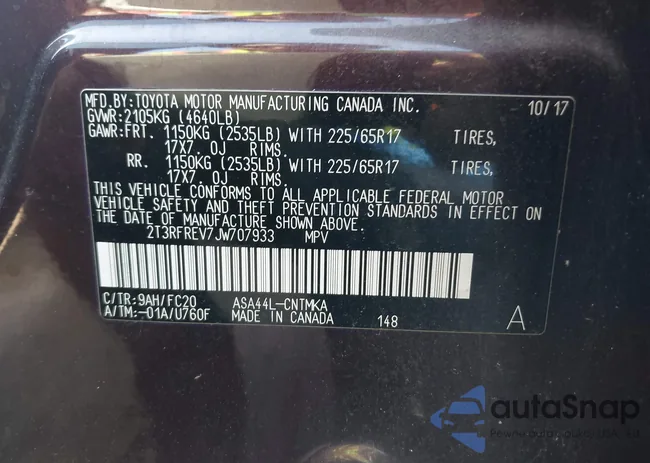 MFD.BY:TOYOTA MOTOR MANUFACTURING CANADA INC. 10/17
GVWR:2105KG (4640LB)
GAWR:FRT. 1150KG (2535LB) WITH 225/65R17 TIRES,
17X7.0J RIMS.
RR. 1150KG (2535LB) WITH 225/65R17 TIRES,
17X7.0J RIMS.
THIS VEHICLE CONFORMS TO ALL APPLICABLE FEDERAL MOTOR
VEHICLE SAFETY AND THEFT PREVENTION STANDARDS IN EFFECT ON
THE DATE OF MANUFACTURE SHOWN ABOVE.
2T3RFREV7JW707933 MPV
C/TR:9AH/FC20 ASA44L-CNTMKA
A/TM:-01A/U760F MADE IN CANADA 148 A
autoSnap